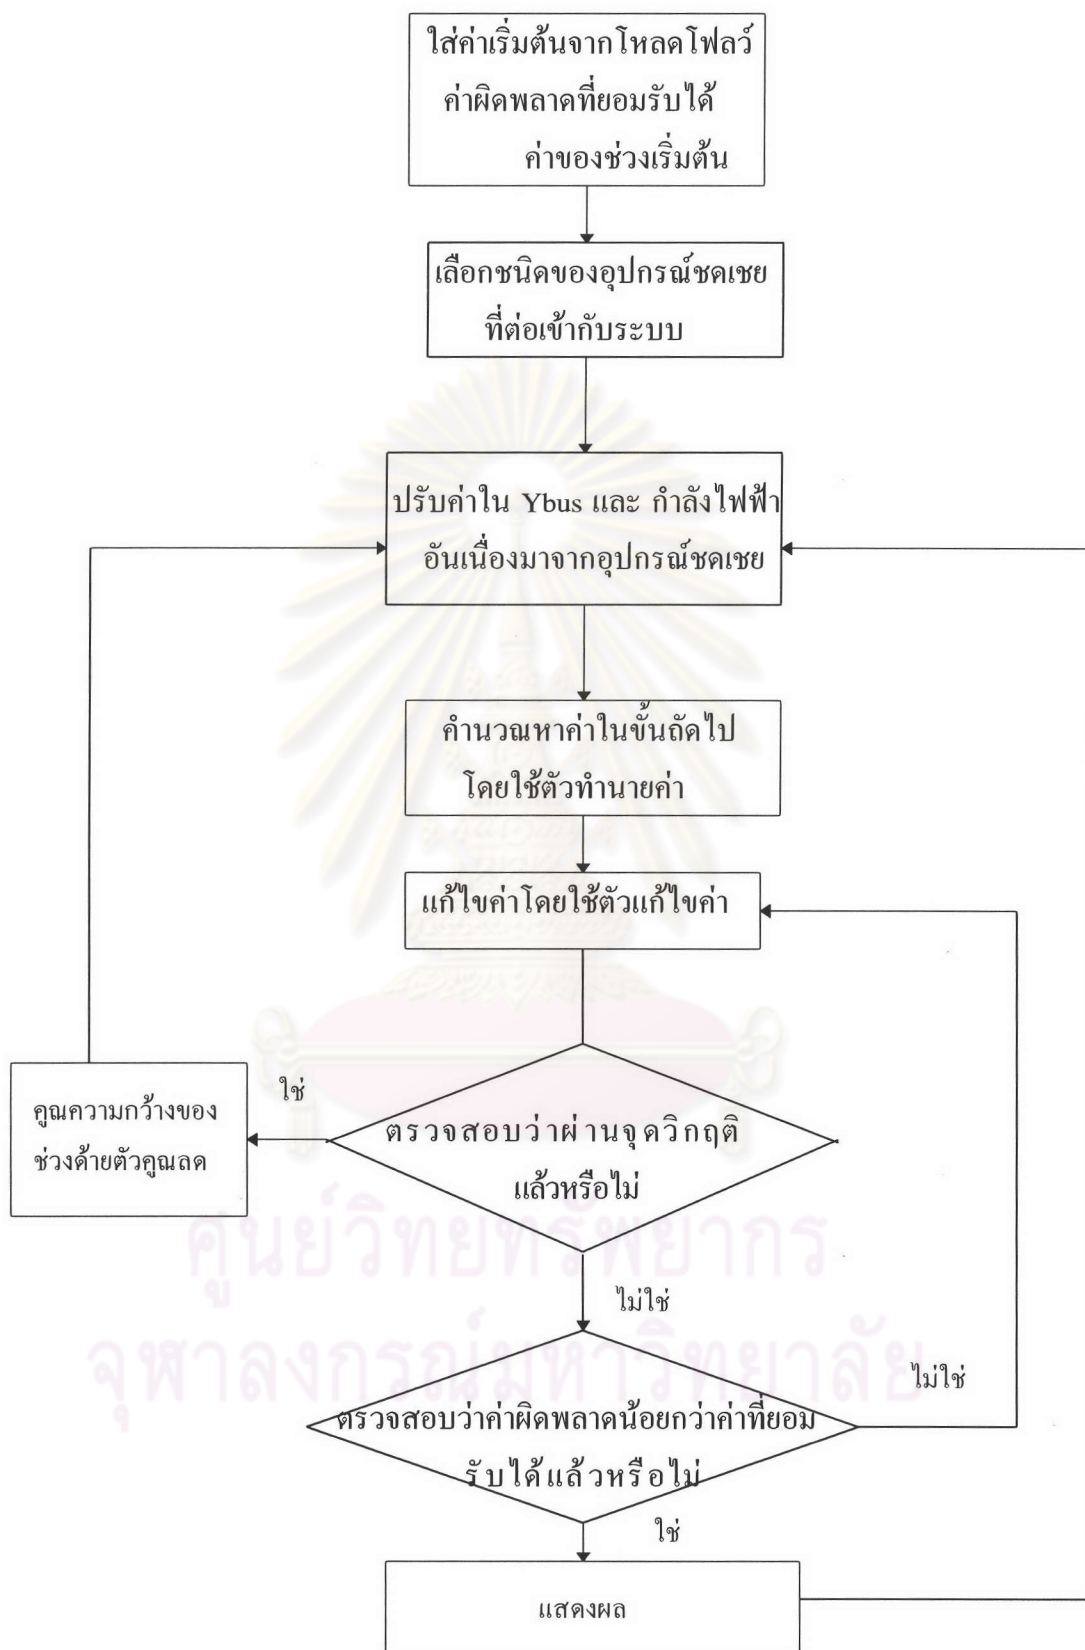 ใส่ค่าเริ่มต้นจากโหลดโฟลว์
ค่าผิดพลาดที่ยอมรับได้
ค่าของช่วงเริ่มต้น
เลือกชนิดของอุปกรณ์ชดเชย
ที่ต่อเข้ากับระบบ
ปรับค่าใน Ybus และ กำลังไฟฟ้า
อันเนื่องมาจากอุปกรณ์ชดเชย
คำนวณหาค่าในขั้นถัดไป
โดยใช้ตัวทำนายค่า
แก้ไขค่าโดยใช้ตัวแก้ไขค่า
ใช่
คูณความกว้างของ
ช่วงด้ายตัวคูณลด
ตรวจสอบว่าผ่านจุดวิกฤติ
แล้วหรือไม่
ศูนย์วิทยทรัพยากร
ไม่ใช่
จุฬาลงกรณ์มหาวิทยาลัย
ไม่ใช่
ตรวจสอบว่าค่าผิดพลาดน้อยกว่าค่าที่ยอม
รับได้แล้วหรือไม่
ใช่
แสดงผล